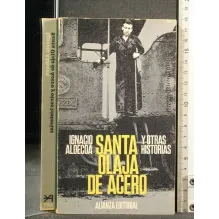 IGNACIO
ALDECOA
SANTA
OLAJA
DE ACERO
Y OTRAS
HISTORIAS
ALIANZA EDITORIAL